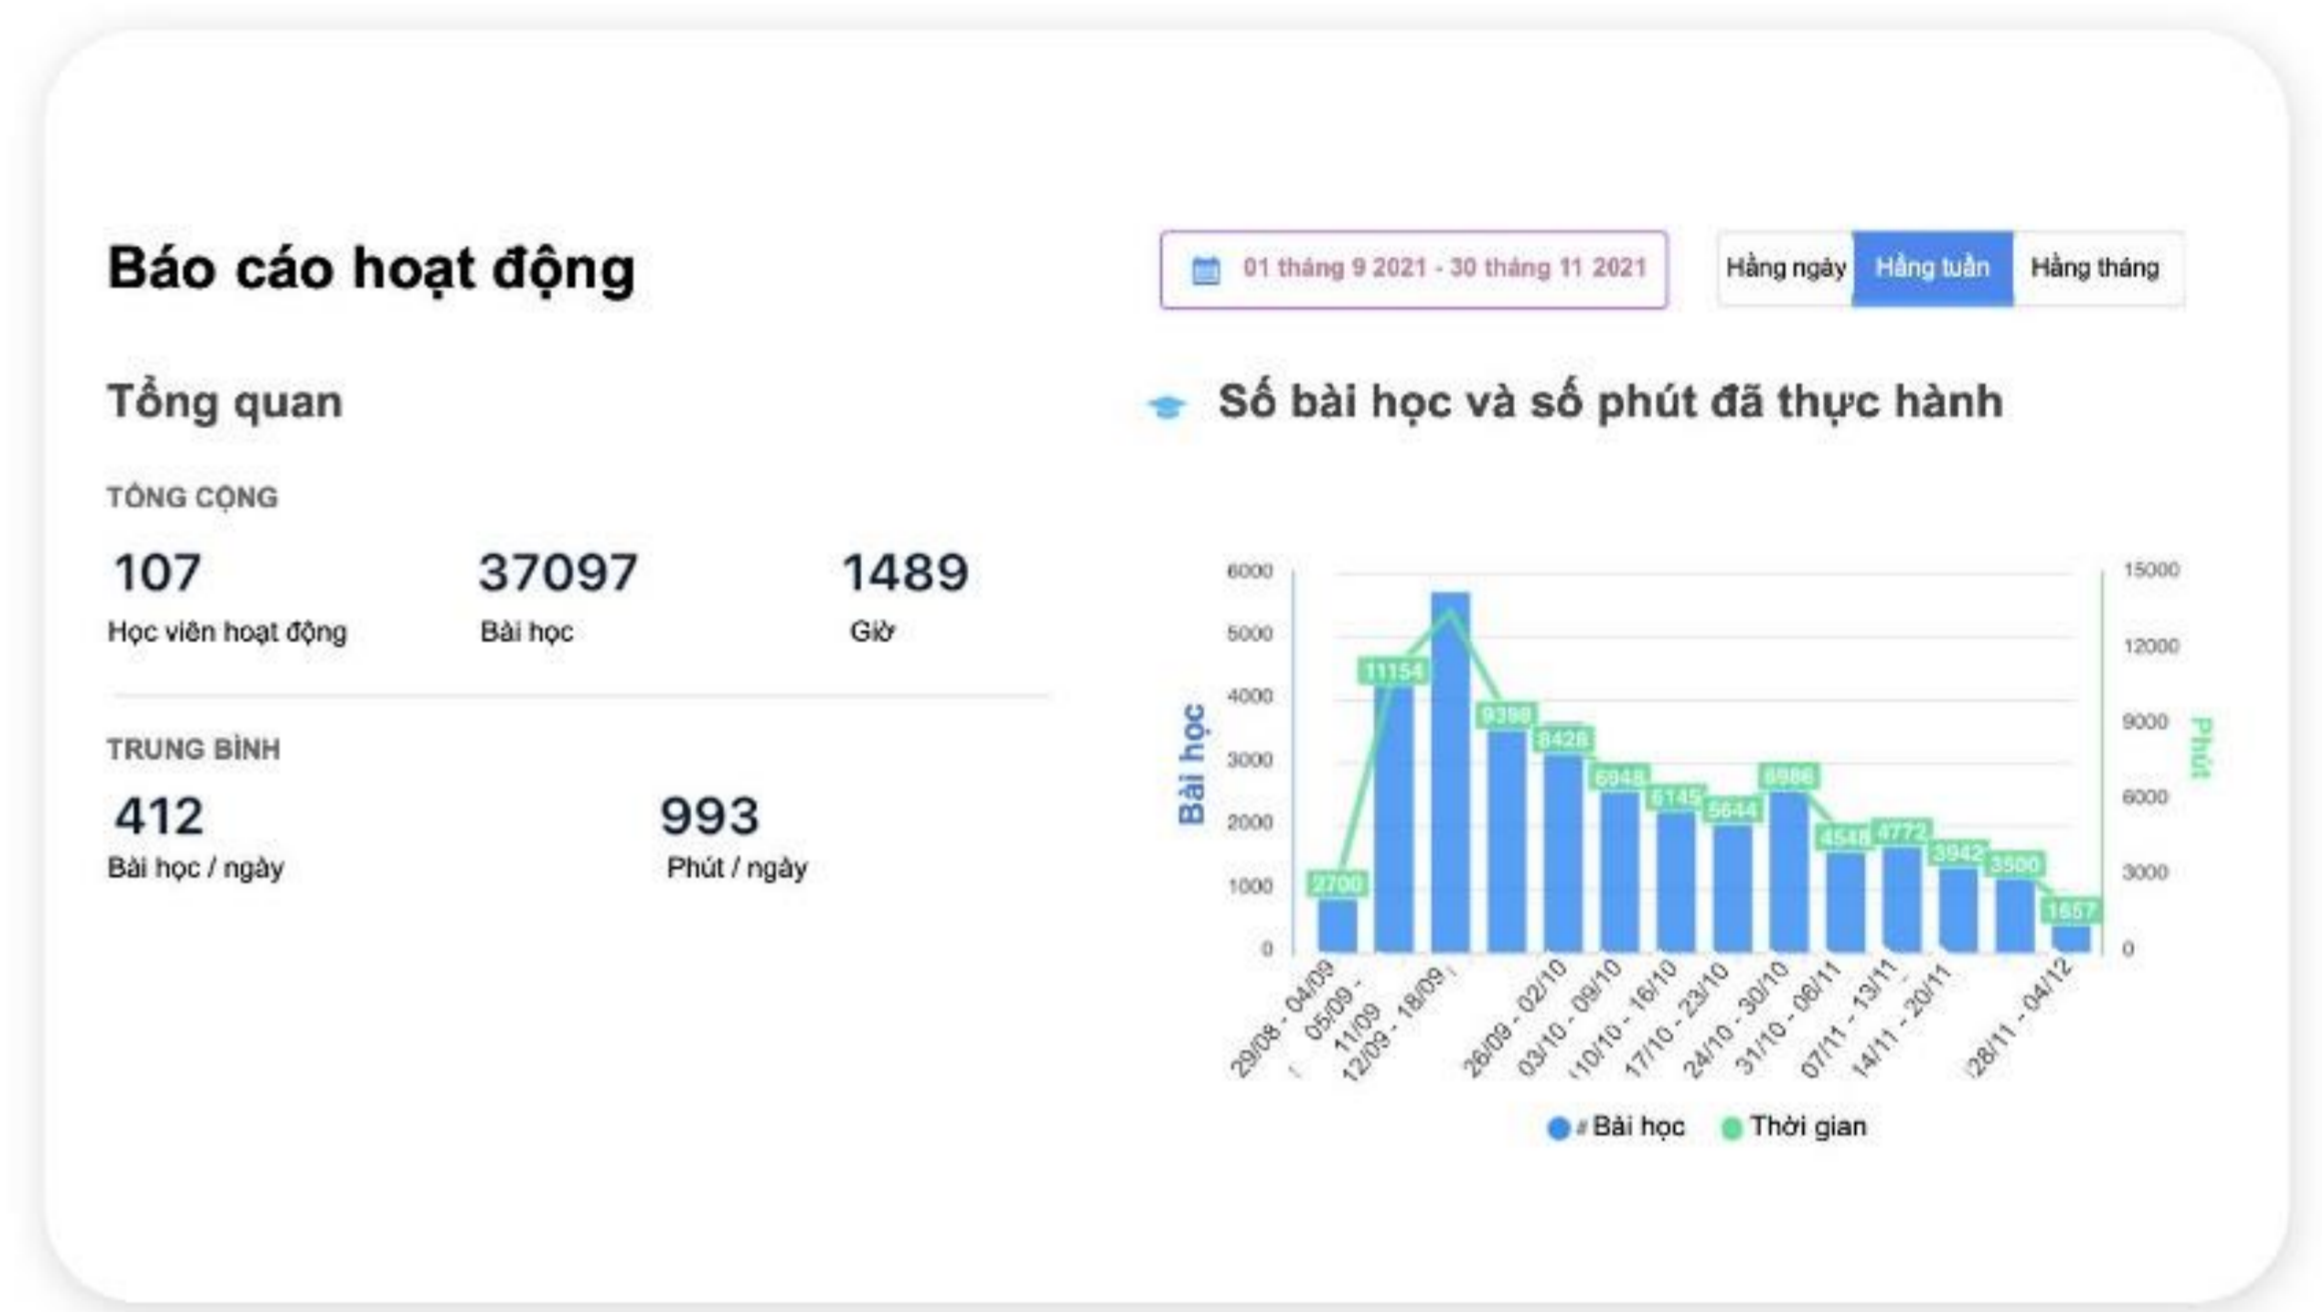 Báo cáo hoạt động
01 tháng 9 2021 - 30 tháng 11 2021
Hằng ngày
Hằng tuần
Hằng tháng
Tổng quan
TỔNG CỘNG
107
37097
1489
Học viên hoạt động
Bài học
Giờ
TRUNG BÌNH
412
993
Bài học / ngày
Phút / ngày
Số bài học và số phút đã thực hành
Bài học
6000
5000
4000
3000
2000
1000
0
15000
12000
9000
6000
3000
0
Phút
2700
11154
8428
6948
6145
5644
6986
4548
4772
3942
3500
1657
29/08 - 04/09
05/09 -
11/09
12/09 - 18/09
26/09 - 02/10
03/10 - 09/10
10/10 - 16/10
17/10 - 23/10
24/10 - 30/10
31/10 - 06/11
07/11 - 13/11
14/11 - 20/11
28/11 - 04/12
# Bài học
Thời gian